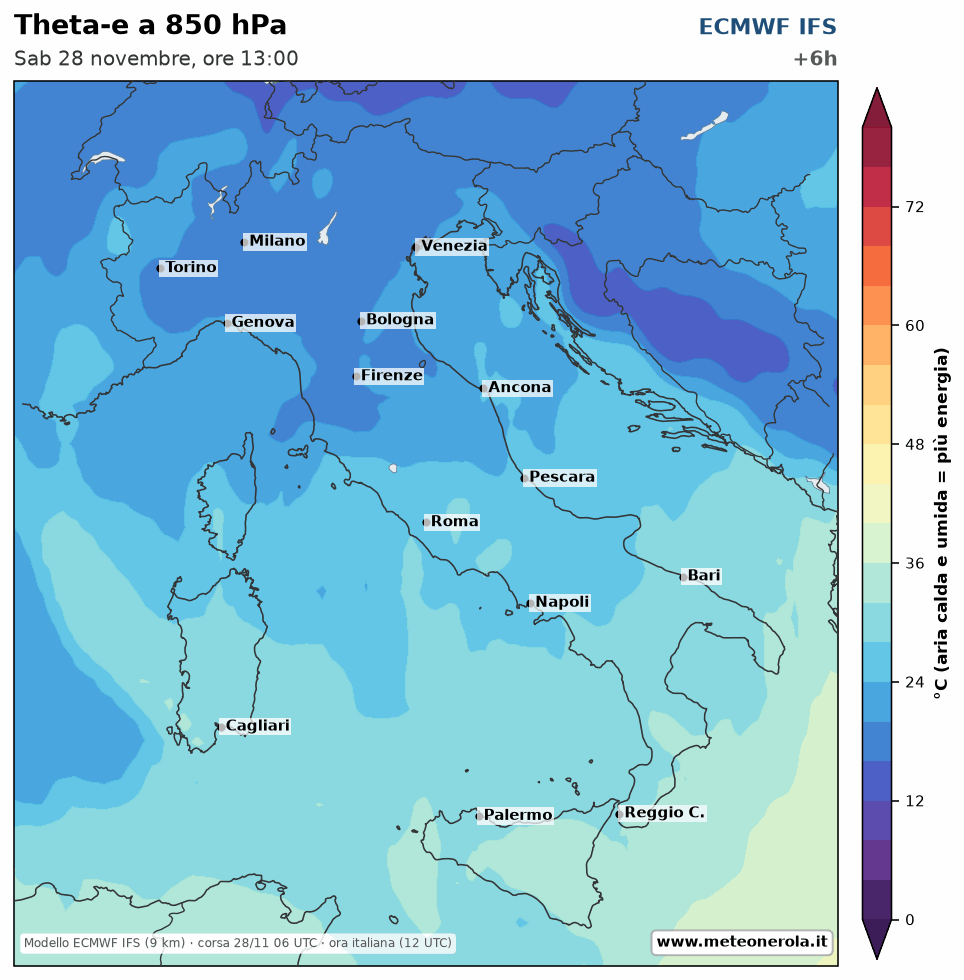 Theta-e a 850 hPa
ECMWF IFS
Sab 28 novembre, ore 13:00
+6h
Milano
Venezia
Torino
Genova
Bologna
Firenze
Ancona
Pescara
Roma
Bari
Napoli
Cagliari
Palermo
Reggio C.
72
60
48
36
24
12
0
°C (aria calda e umida = più energia)
Modello ECMWF IFS (9 km) · corsa 28/11 06 UTC · ora italiana (12 UTC)
www.meteonerola.it